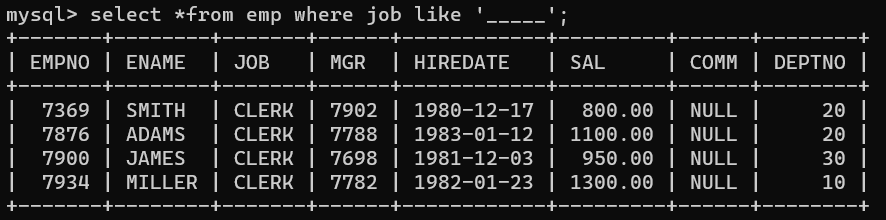 mysql> select *from emp where job like '_____';
+-------+--------+-------+------+------------+---------+------+--------+
| EMPNO | ENAME  | JOB   | MGR  | HIREDATE   | SAL     | COMM | DEPTNO |
+-------+--------+-------+------+------------+---------+------+--------+
|  7369 | SMITH  | CLERK | 7902 | 1980-12-17 |  800.00 | NULL |     20 |
|  7876 | ADAMS  | CLERK | 7788 | 1983-01-12 | 1100.00 | NULL |     20 |
|  7900 | JAMES  | CLERK | 7698 | 1981-12-03 |  950.00 | NULL |     30 |
|  7934 | MILLER | CLERK | 7782 | 1982-01-23 | 1300.00 | NULL |     10 |
+-------+--------+-------+------+------------+---------+------+--------+